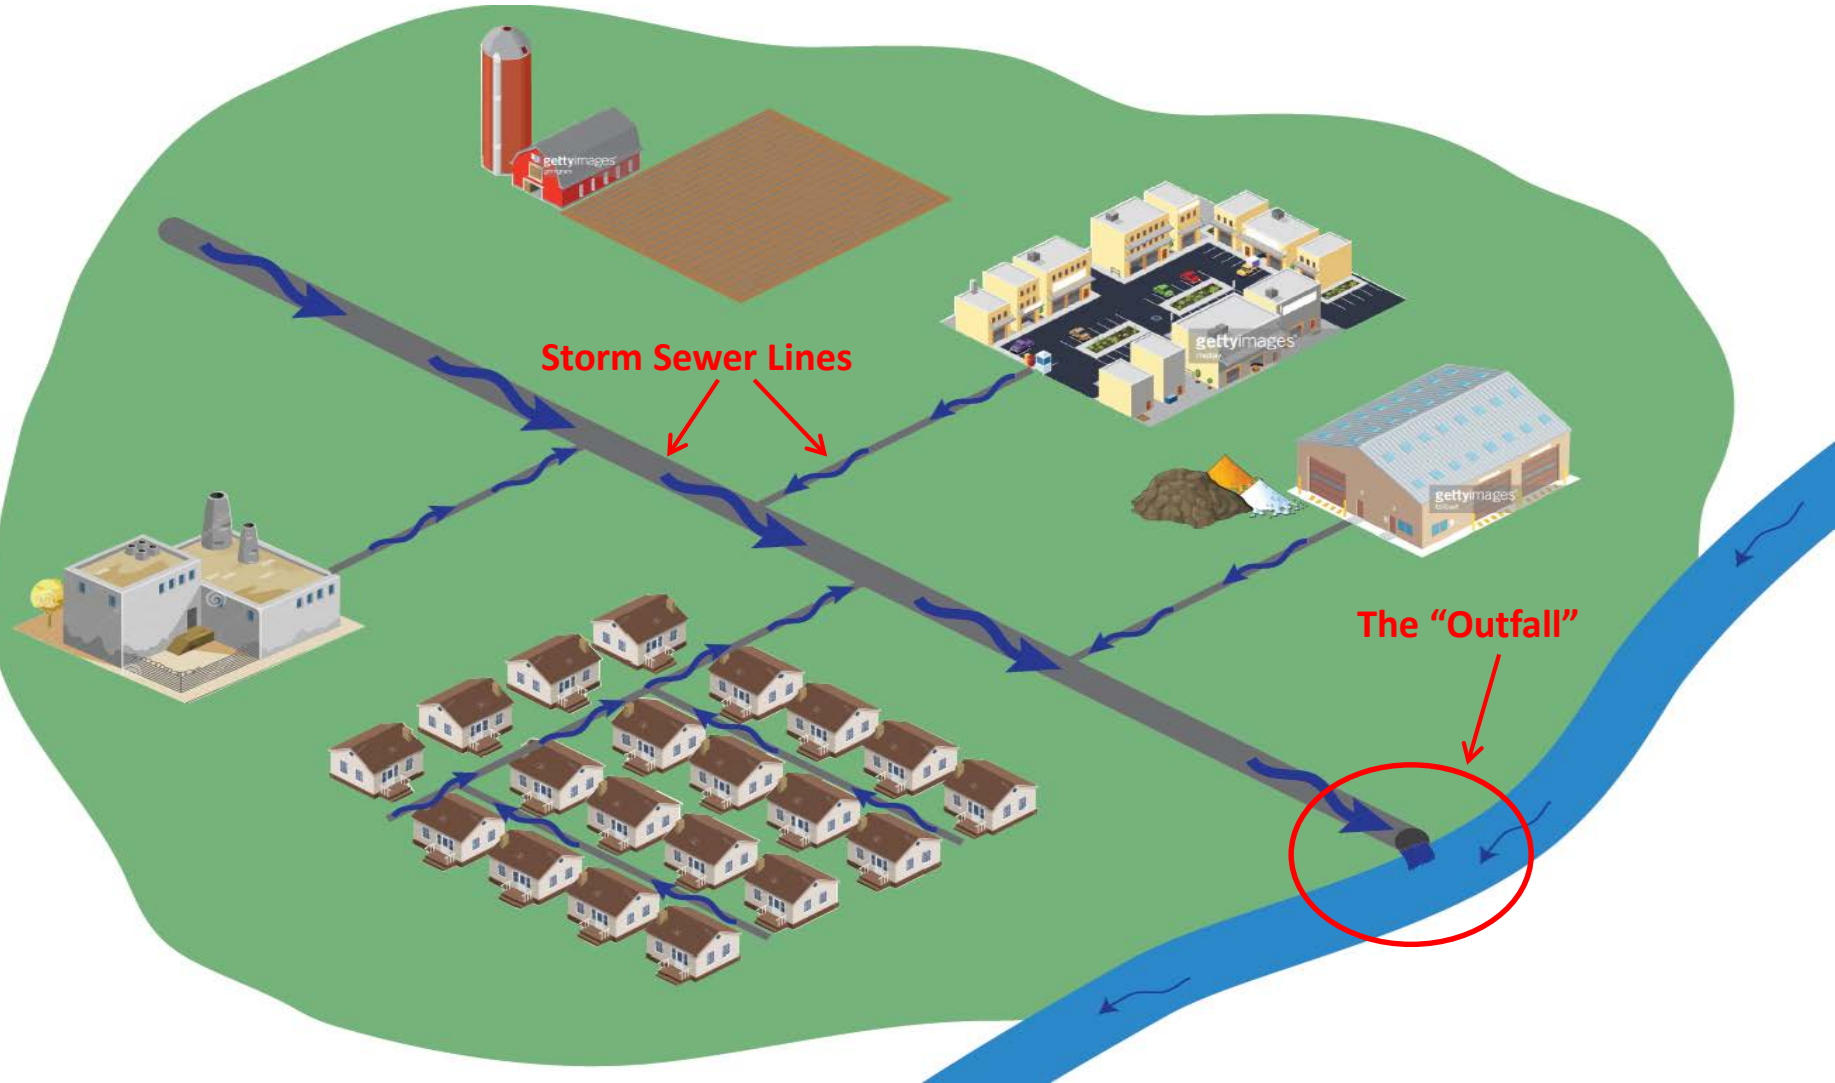 gettyimages
Storm Sewer Lines
gettyimages
gettyimages
The “Outfall”